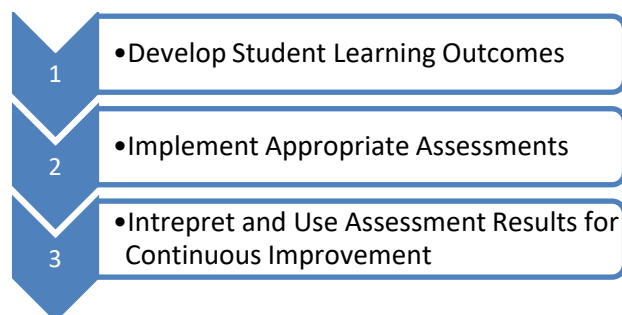 1
•Develop Student Learning Outcomes
2
•Implement Appropriate Assessments
3
•Intrepret and Use Assessment Results for
Continuous Improvement